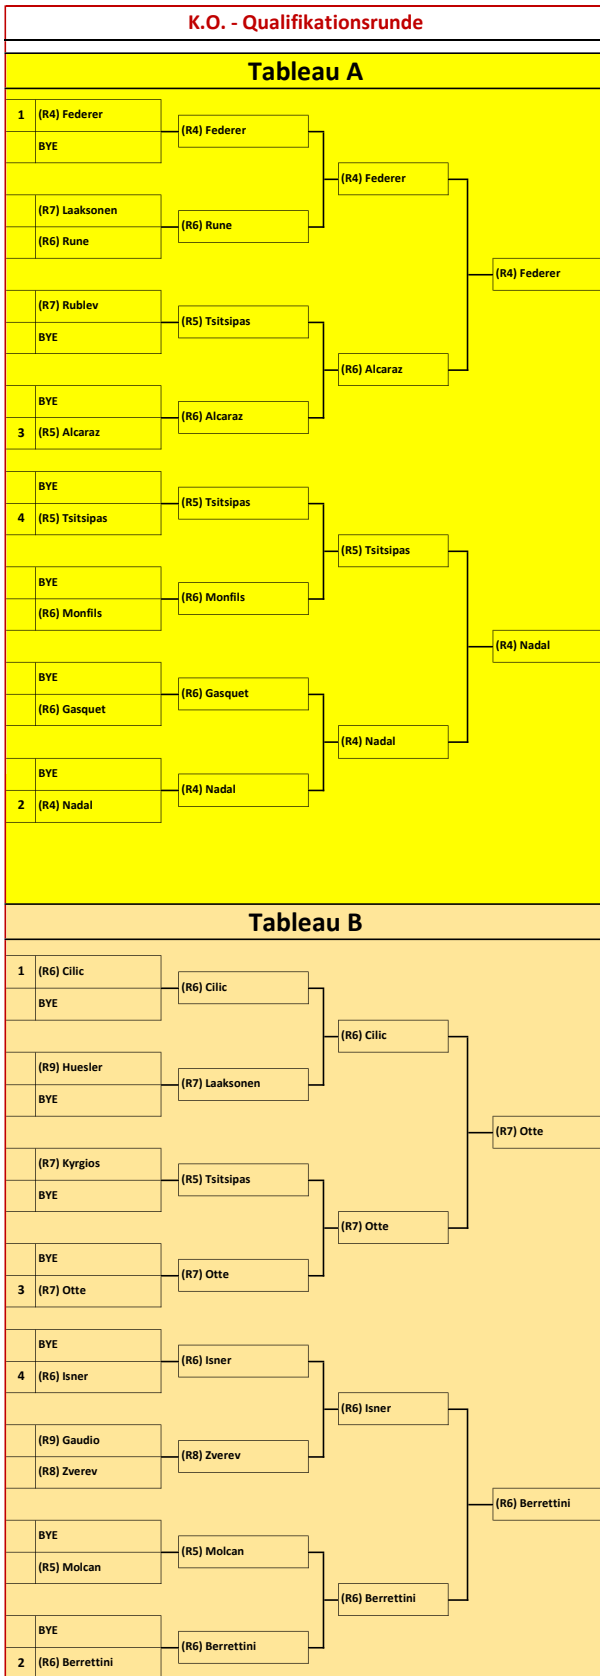 K.O. - Qualifikationsrunde
Tableau A
1 (R4) Federer
BYE
(R4) Federer
(R4) Federer
(R7) Laaksonen
(R6) Rune
(R6) Rune
(R4) Federer
(R7) Rublev
BYE
(R5) Tsitsipas
(R6) Alcaraz
BYE
3 (R5) Alcaraz
(R6) Alcaraz
BYE
4 (R5) Tsitsipas
(R5) Tsitsipas
(R5) Tsitsipas
BYE
(R6) Monfils
(R6) Monfils
(R4) Nadal
BYE
(R6) Gasquet
(R6) Gasquet
(R4) Nadal
BYE
2 (R4) Nadal
(R4) Nadal
Tableau B
1 (R6) Cilic
BYE
(R6) Cilic
(R6) Cilic
(R9) Huesler
BYE
(R7) Laaksonen
(R7) Otte
(R7) Kyrgios
BYE
(R5) Tsitsipas
(R7) Otte
BYE
3 (R7) Otte
(R7) Otte
BYE
4 (R6) Isner
(R6) Isner
(R6) Isner
(R9) Gaudio
(R8) Zverev
(R8) Zverev
(R6) Berrettini
BYE
(R5) Molcan
(R5) Molcan
(R6) Berrettini
BYE
2 (R6) Berrettini
(R6) Berrettini